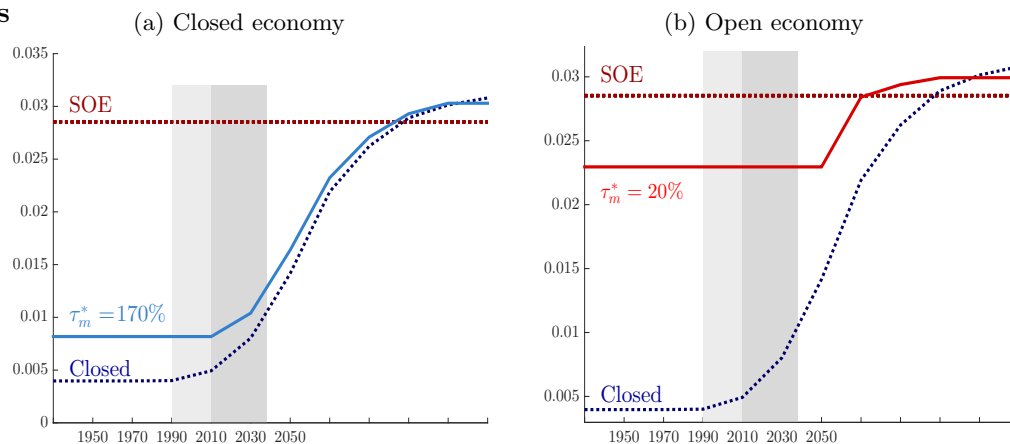 s
(a) Closed economy
0.035
0.03
0.025
0.02
0.015
0.01
0.005
0
SOE
τ*m =170%
Closed
1950 1970 1990 2010 2030 2050
(b) Open economy
0.03
0.025
0.02
0.015
0.01
0.005
SOE
τ*m = 20%
Closed
1950 1970 1990 2010 2030 2050